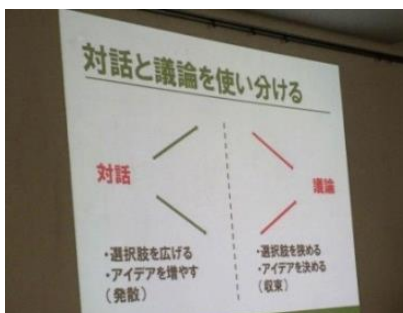 対話と議論を使い分ける
対話
・選択肢を広げる
・アイデアを増やす
(発散)
議論
・選択肢を狭める
・アイデアを決める
(収束)